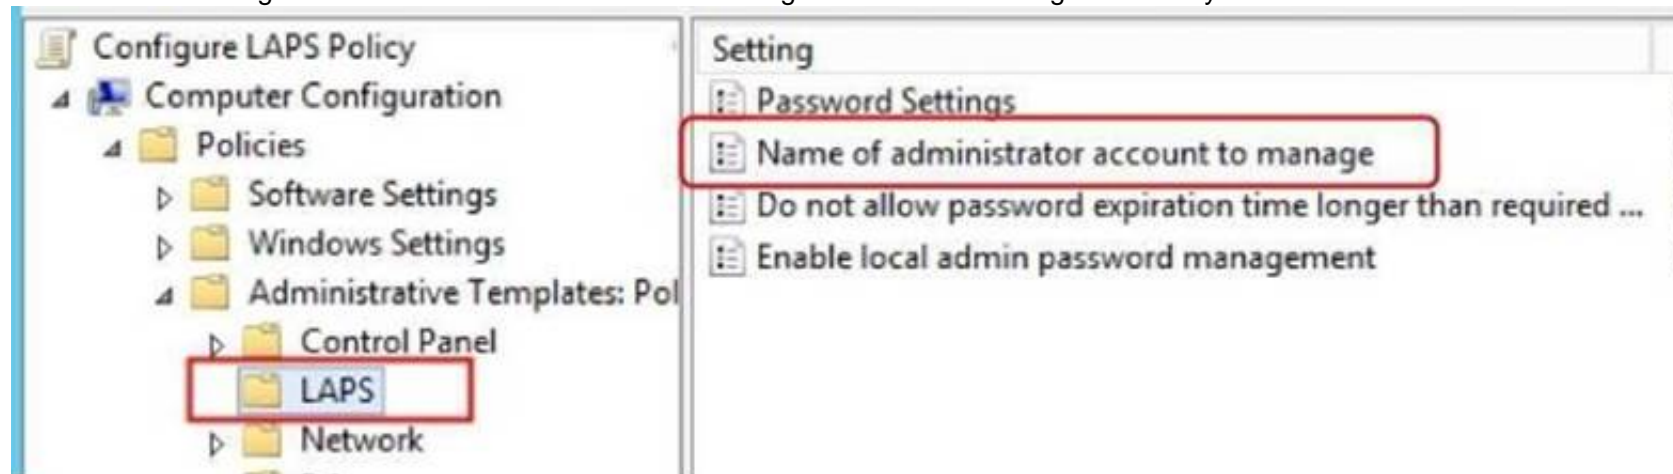 Configure LAPS Policy
Computer Configuration
Policies
Software Settings
Windows Settings
Administrative Templates: Pol
Control Panel
LAPS
Network
Setting
Password Settings
Name of administrator account to manage
Do not allow password expiration time longer than required ...
Enable local admin password management